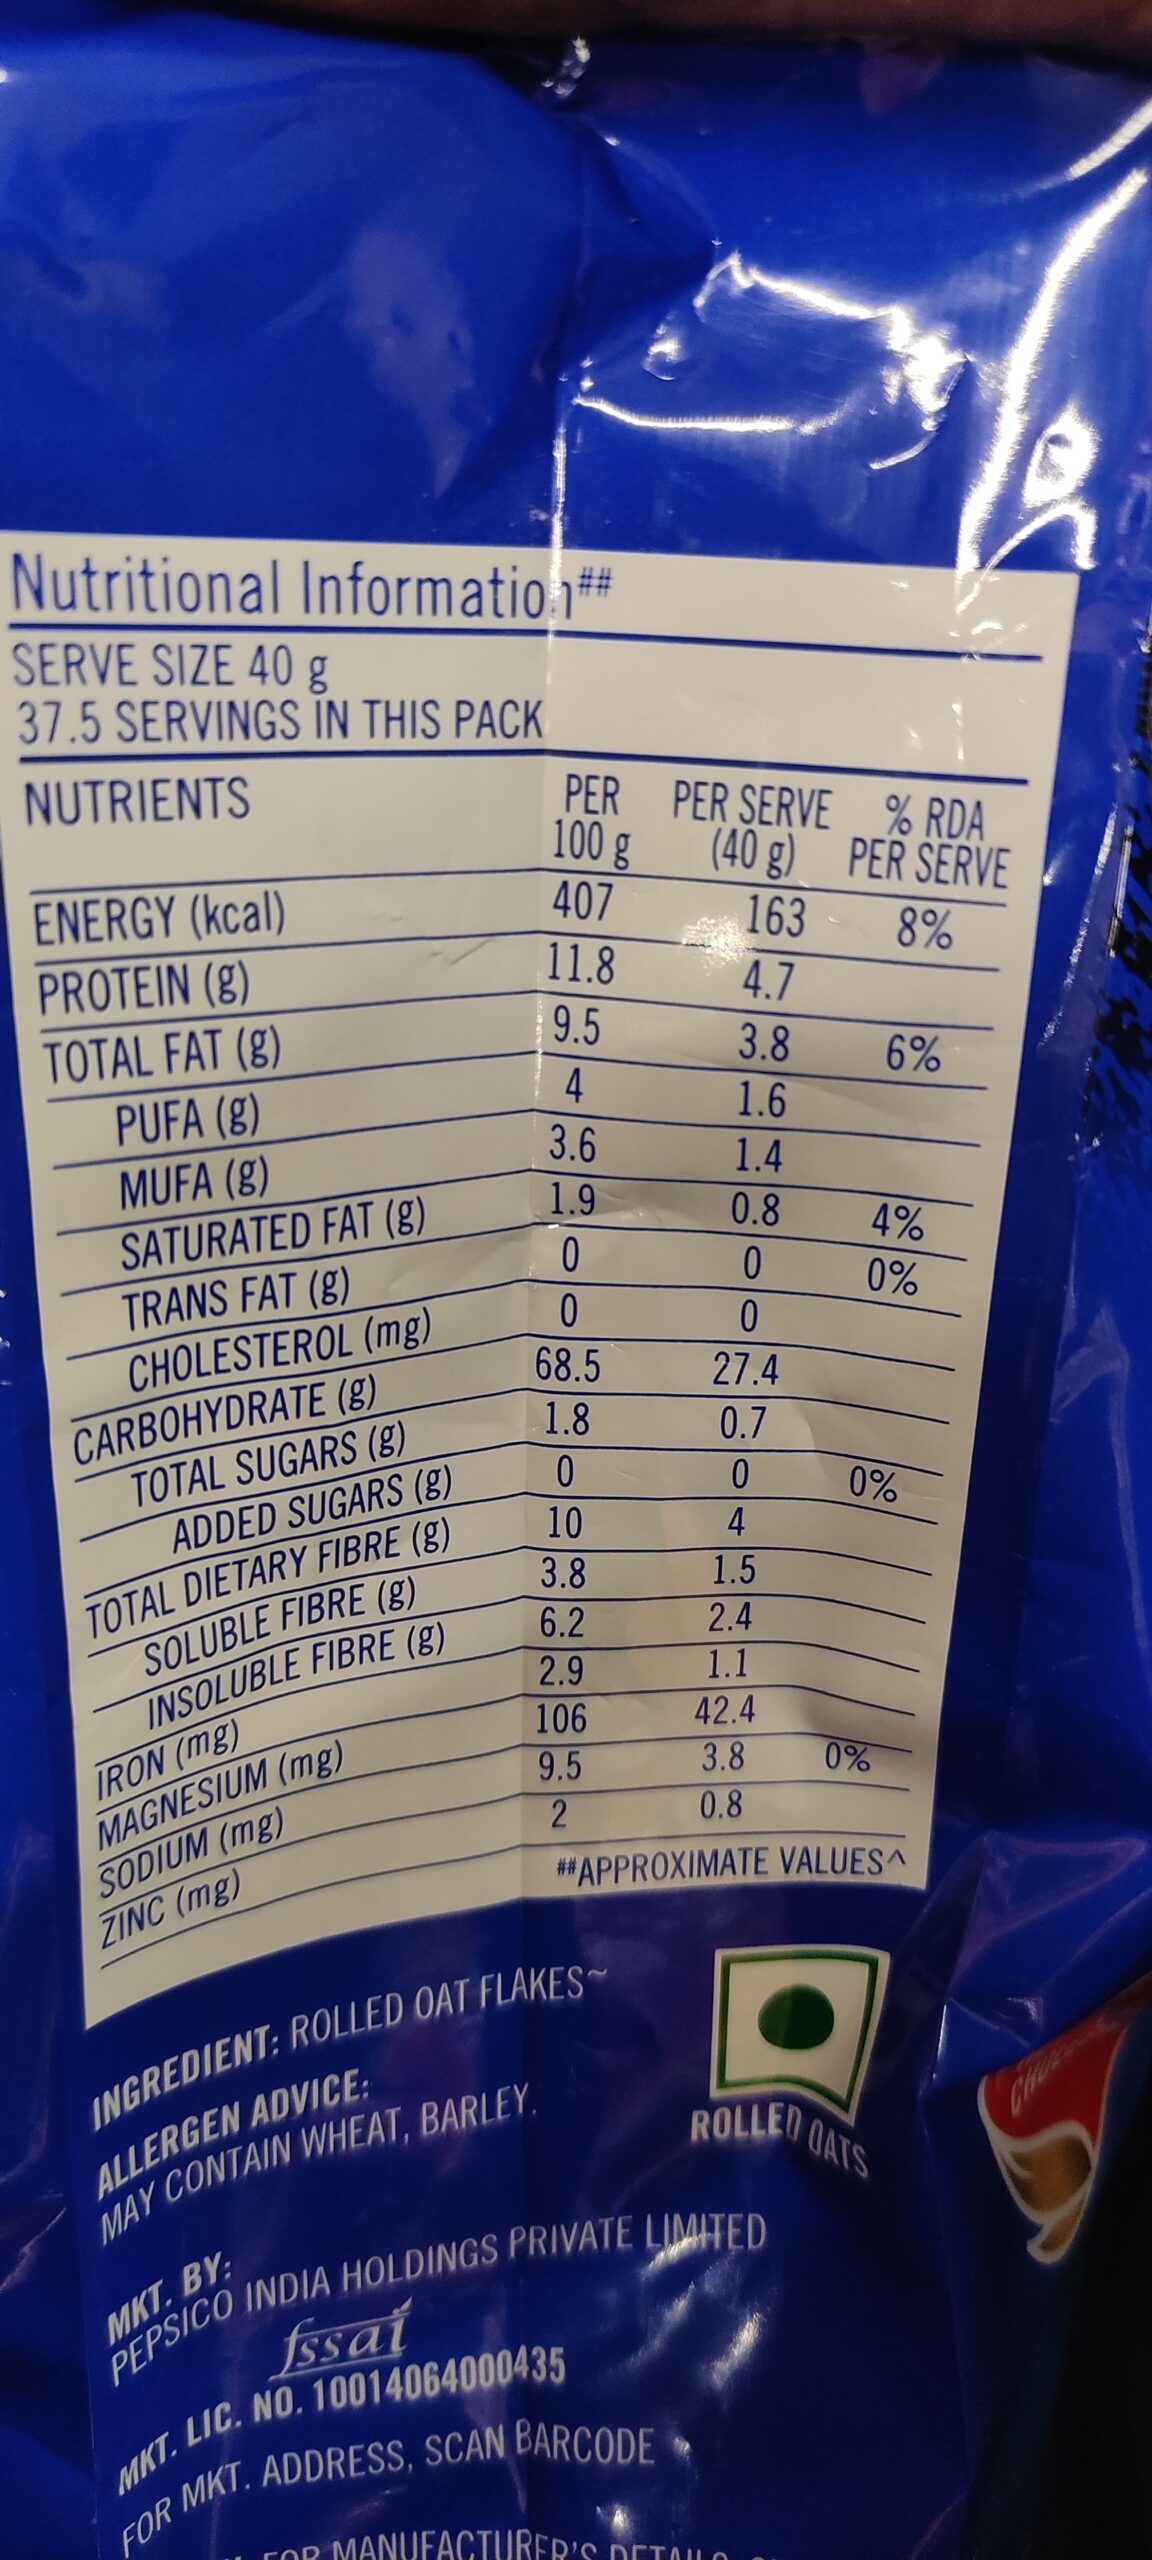 Nutritional Information##
SERVE SIZE 40 g
37.5 SERVINGS IN THIS PACK
NUTRIENTS PER 100 g PER SERVE (40 g) % RDA PER SERVE
ENERGY (kcal) 407 163 8%
PROTEIN (g) 11.8 4.7
TOTAL FAT (g) 9.5 3.8 6%
PUFA (g) 4 1.6
MUFA (g) 3.6 1.4
SATURATED FAT (g) 1.9 0.8 4%
TRANS FAT (g) 0 0 0%
CHOLESTEROL (mg) 0 0
CARBOHYDRATE (g) 68.5 27.4
TOTAL SUGARS (g) 1.8 0.7
ADDED SUGARS (g) 0 0 0%
TOTAL DIETARY FIBRE (g) 10 4
SOLUBLE FIBRE (g) 3.8 1.5
INSOLUBLE FIBRE (g) 6.2 2.4
IRON (mg) 2.9 1.1
MAGNESIUM (mg) 106 42.4
SODIUM (mg) 9.5 3.8 0%
ZINC (mg) 2 0.8
##APPROXIMATE VALUES^
INGREDIENT: ROLLED OAT FLAKES~
ALLERGEN ADVICE:
MAY CONTAIN WHEAT, BARLEY.
ROLLED OATS
MKT. BY:
PEPSICO INDIA HOLDINGS PRIVATE LIMITED
fssai
MKT. LIC. NO. 10014064000435
FOR MKT. ADDRESS, SCAN BARCODE
FOR MANUFACTURER'S